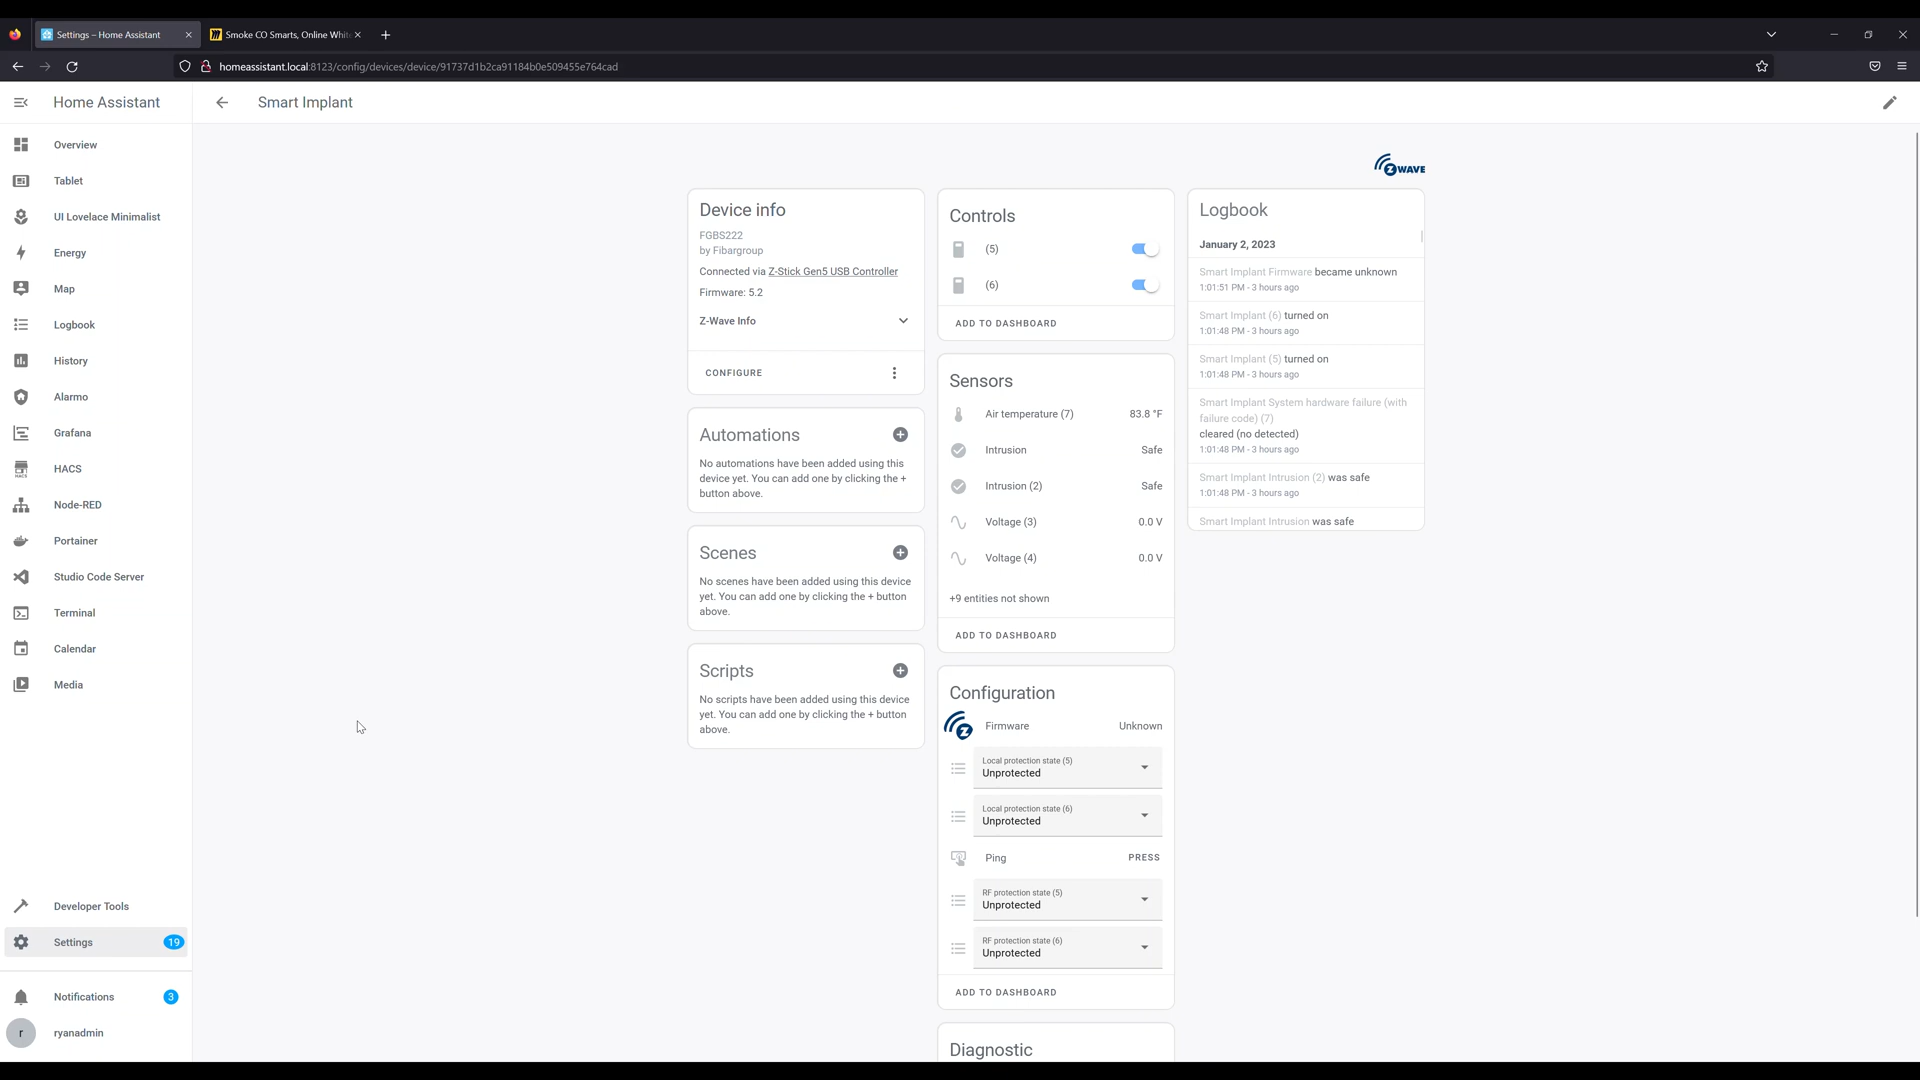 Settings – Home Assistant
Smoke CO Smarts, Online Whit
homeassistant.local:8123/config/devices/device/91737d1b2ca91184b0e509455e764cad
Home Assistant
Smart Implant
Overview
Tablet
UI Lovelace Minimalist
Energy
Map
Logbook
History
Alarmo
Grafana
HACS
HACS
Node-RED
Portainer
Studio Code Server
Terminal
Calendar
Media
Developer Tools
Settings
19
Notifications
3
r
ryanadmin
Z WAVE
Device info
FGBS222
by Fibargroup
Connected via Z-Stick Gen5 USB Controller
Firmware: 5.2
Z-Wave Info
CONFIGURE
Automations
No automations have been added using this
device yet. You can add one by clicking the +
button above.
Scenes
No scenes have been added using this device
yet. You can add one by clicking the + button
above.
Scripts
No scripts have been added using this device
yet. You can add one by clicking the + button
above.
Controls
(5)
(6)
ADD TO DASHBOARD
Sensors
Air temperature (7) 83.8 °F
Intrusion Safe
Intrusion (2) Safe
Voltage (3) 0.0 V
Voltage (4) 0.0 V
+9 entities not shown
ADD TO DASHBOARD
Configuration
Firmware Unknown
Local protection state (5)
Unprotected
Local protection state (6)
Unprotected
Ping PRESS
RF protection state (5)
Unprotected
RF protection state (6)
Unprotected
ADD TO DASHBOARD
Diagnostic
Logbook
January 2, 2023
Smart Implant Firmware became unknown
1:01:51 PM - 3 hours ago
Smart Implant (6) turned on
1:01:48 PM - 3 hours ago
Smart Implant (5) turned on
1:01:48 PM - 3 hours ago
Smart Implant System hardware failure (with
failure code) (7)
cleared (no detected)
1:01:48 PM - 3 hours ago
Smart Implant Intrusion (2) was safe
1:01:48 PM - 3 hours ago
Smart Implant Intrusion was safe